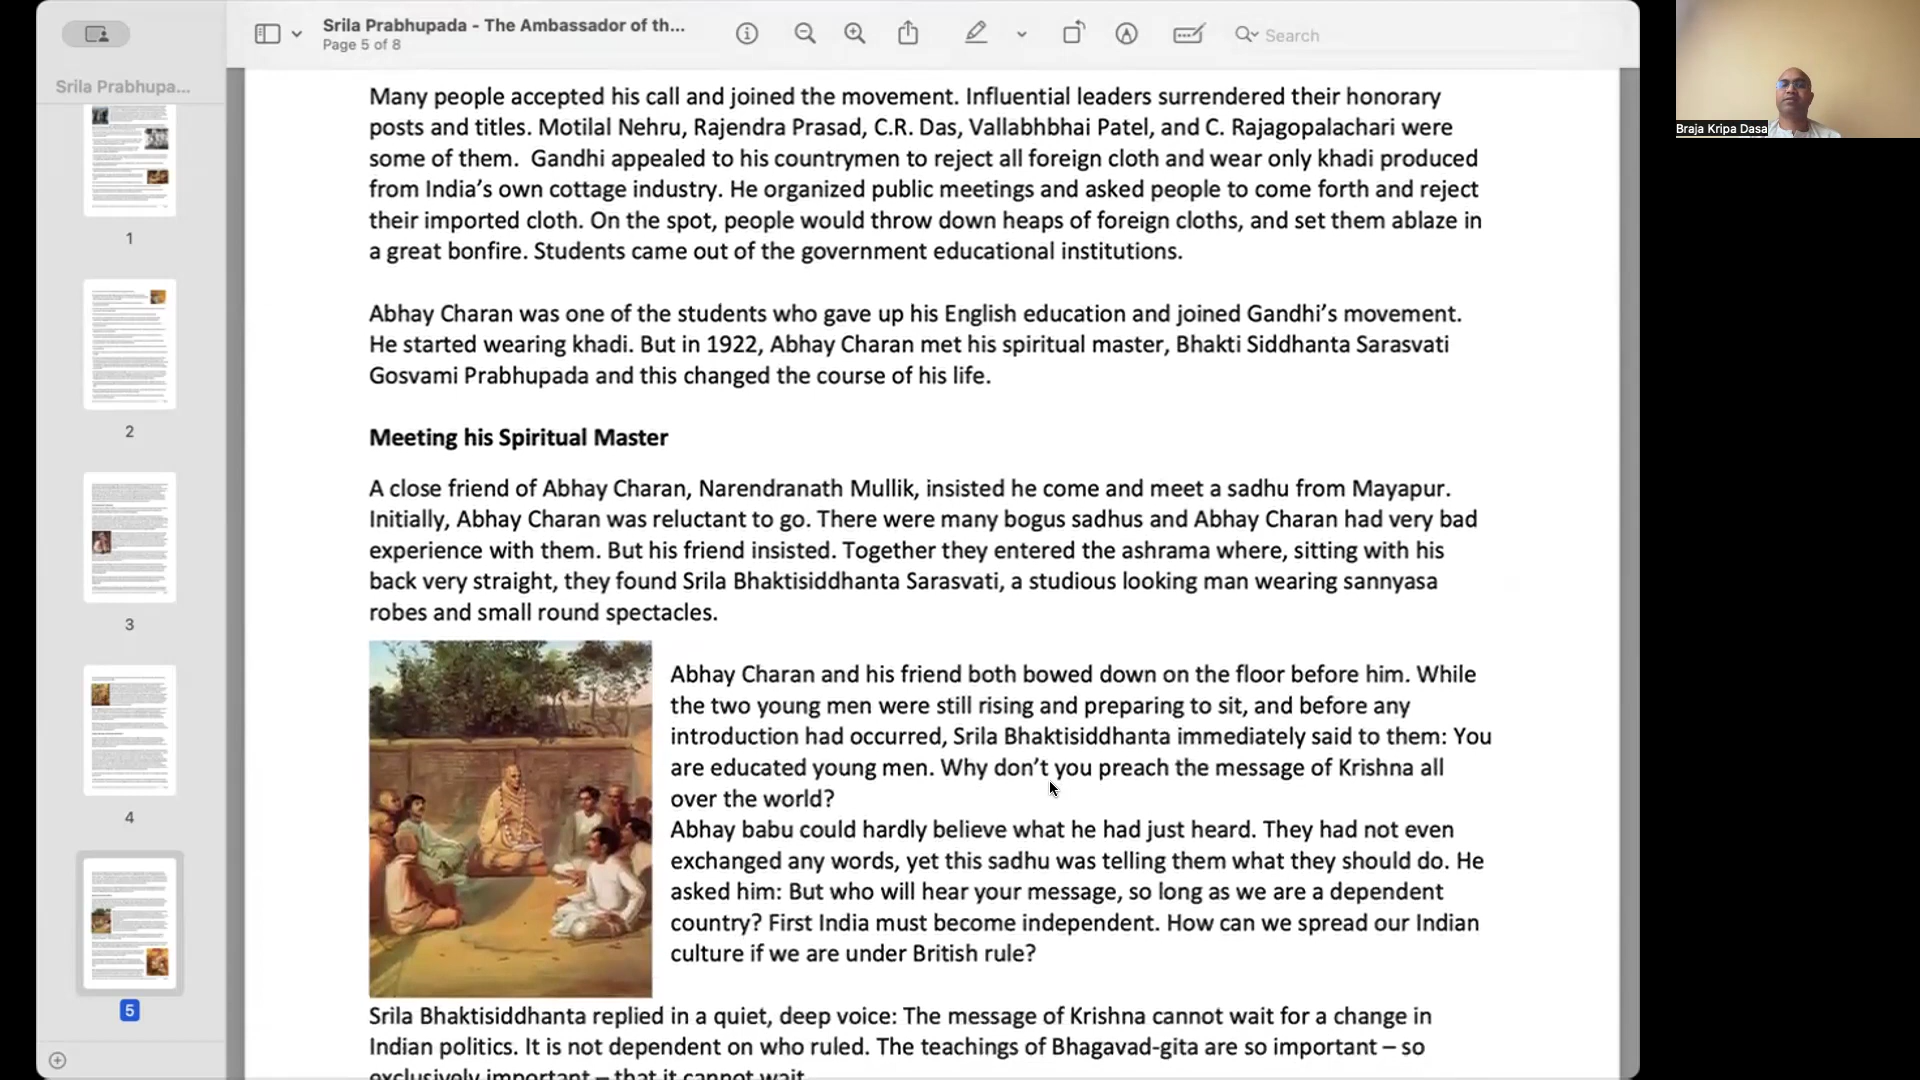 Srila Prabhupada - The Ambassador of th...
Page 5 of 8
Search
Srila Prabhupa...
1
2
3
4
5
Many people accepted his call and joined the movement. Influential leaders surrendered their honorary
posts and titles. Motilal Nehru, Rajendra Prasad, C.R. Das, Vallabhbhai Patel, and C. Rajagopalachari were
some of them.  Gandhi appealed to his countrymen to reject all foreign cloth and wear only khadi produced
from India’s own cottage industry. He organized public meetings and asked people to come forth and reject
their imported cloth. On the spot, people would throw down heaps of foreign cloths, and set them ablaze in
a great bonfire. Students came out of the government educational institutions.
Abhay Charan was one of the students who gave up his English education and joined Gandhi’s movement.
He started wearing khadi. But in 1922, Abhay Charan met his spiritual master, Bhakti Siddhanta Sarasvati
Gosvami Prabhupada and this changed the course of his life.
Meeting his Spiritual Master
A close friend of Abhay Charan, Narendranath Mullik, insisted he come and meet a sadhu from Mayapur.
Initially, Abhay Charan was reluctant to go. There were many bogus sadhus and Abhay Charan had very bad
experience with them. But his friend insisted. Together they entered the ashrama where, sitting with his
back very straight, they found Srila Bhaktisiddhanta Sarasvati, a studious looking man wearing sannyasa
robes and small round spectacles.
Abhay Charan and his friend both bowed down on the floor before him. While
the two young men were still rising and preparing to sit, and before any
introduction had occurred, Srila Bhaktisiddhanta immediately said to them: You
are educated young men. Why don’t you preach the message of Krishna all
over the world?
Abhay babu could hardly believe what he had just heard. They had not even
exchanged any words, yet this sadhu was telling them what they should do. He
asked him: But who will hear your message, so long as we are a dependent
country? First India must become independent. How can we spread our Indian
culture if we are under British rule?
Srila Bhaktisiddhanta replied in a quiet, deep voice: The message of Krishna cannot wait for a change in
Indian politics. It is not dependent on who ruled. The teachings of Bhagavad-gita are so important – so
exclusively important – that it cannot wait.
Braja Kripa Dasa